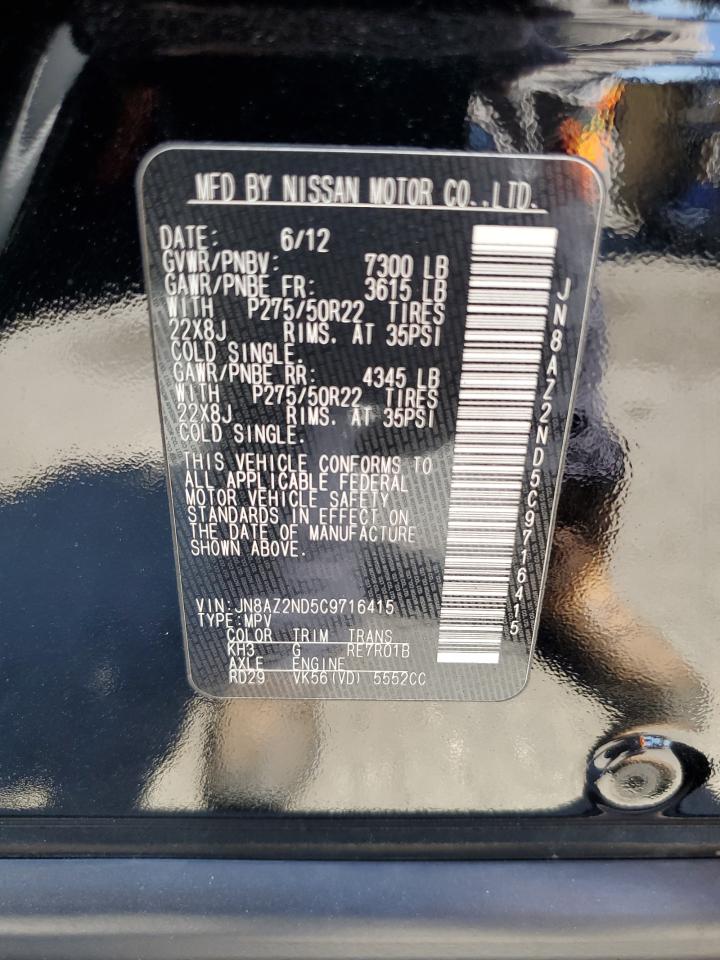 MFD BY NISSAN MOTOR CO.,LTD.
DATE: 6/12
GVWR/PNBV: 7300 LB
GAWR/PNBE FR: 3615 LB
WITH P275/50R22 TIRES
22X8J RIMS. AT 35PSI
COLD SINGLE.
GAWR/PNBE RR: 4345 LB
WITH P275/50R22 TIRES
22X8J RIMS. AT 35PSI
COLD SINGLE.
THIS VEHICLE CONFORMS TO
ALL APPLICABLE FEDERAL
MOTOR VEHICLE SAFETY
STANDARDS IN EFFECT ON
THE DATE OF MANUFACTURE
SHOWN ABOVE.
VIN: JN8AZ2ND5C9716415
TYPE: MPV
COLOR TRIM TRANS
KH3 G RE7R01B
AXLE ENGINE
RD29 VK56(VD) 5552CC
JN8AZ2ND5C9716415